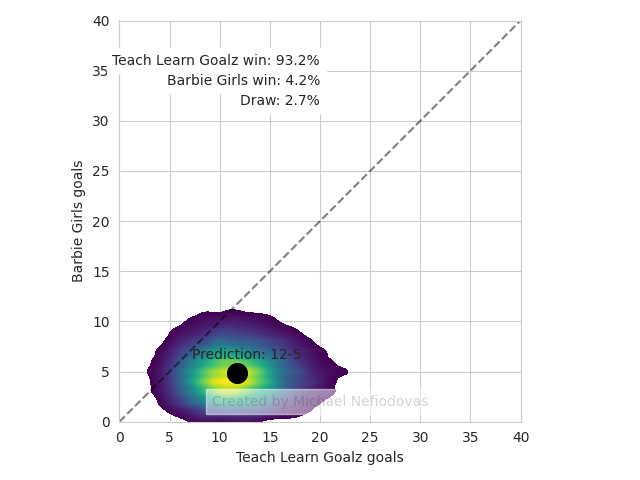 40
35
30
25
20
15
10
5
0
Barbie Girls goals
Teach Learn Goalz win: 93.2%
Barbie Girls win: 4.2%
Draw: 2.7%
Prediction: 12-5
Created by Michael Nefiodovas
0 5 10 15 20 25 30 35 40
Teach Learn Goalz goals